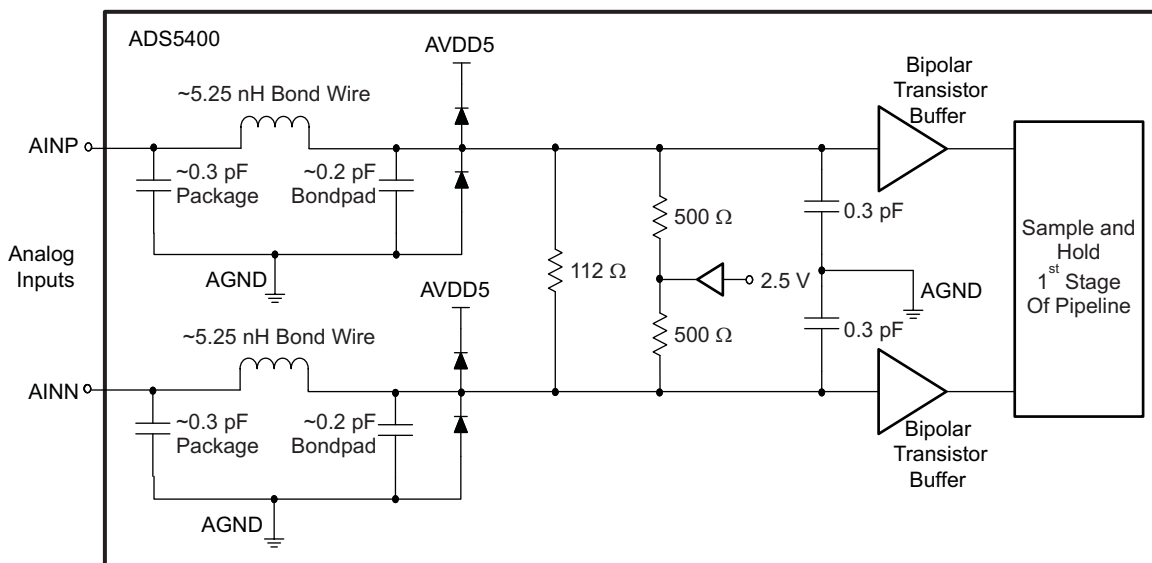 ADS5400
AVDD5
~5.25 nH Bond Wire
Bipolar
Transistor
Buffer
AINP
~0.3 pF
Package
~0.2 pF
Bondpad
500 Ω
0.3 pF
Analog
Inputs
AGND
112 Ω
2.5 V
AGND
Sample and
Hold
1st Stage
Of Pipeline
AVDD5
~5.25 nH Bond Wire
500 Ω
0.3 pF
AINN
~0.3 pF
Package
~0.2 pF
Bondpad
Bipolar
Transistor
Buffer
AGND